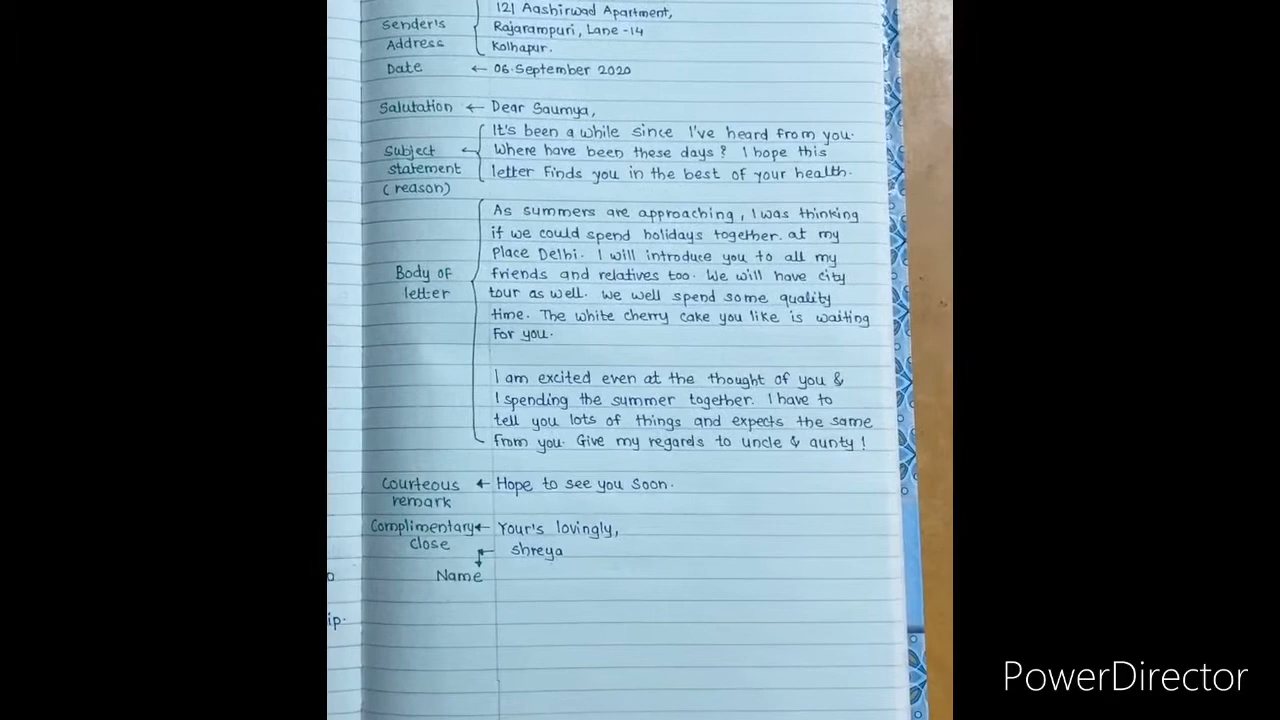 121 Aashirwad Apartment,
Sender's
Rajarampuri, Lane -14
Address
Kolhapur.
Date ← 06 September 2020
Salutation ← Dear Saumya,
It's been a while since I've heard from you.
Subject ← Where have been these days? I hope this
statement letter finds you in the best of your health.
(reason)
As summers are approaching, I was thinking
if we could spend holidays together. at my
Place Delhi. I will introduce you to all my
Body of friends and relatives too. We will have city
letter tour as well. We well spend some quality
time. The white cherry cake you like is waiting
for you.
I am excited even at the thought of you &
I spending the summer together. I have to
tell you lots of things and expects the same
from you. Give my regards to uncle & aunty!
Courteous ← Hope to see you soon.
remark
Complimentary ← Your's lovingly,
close
shreya
Name
ip.
PowerDirector